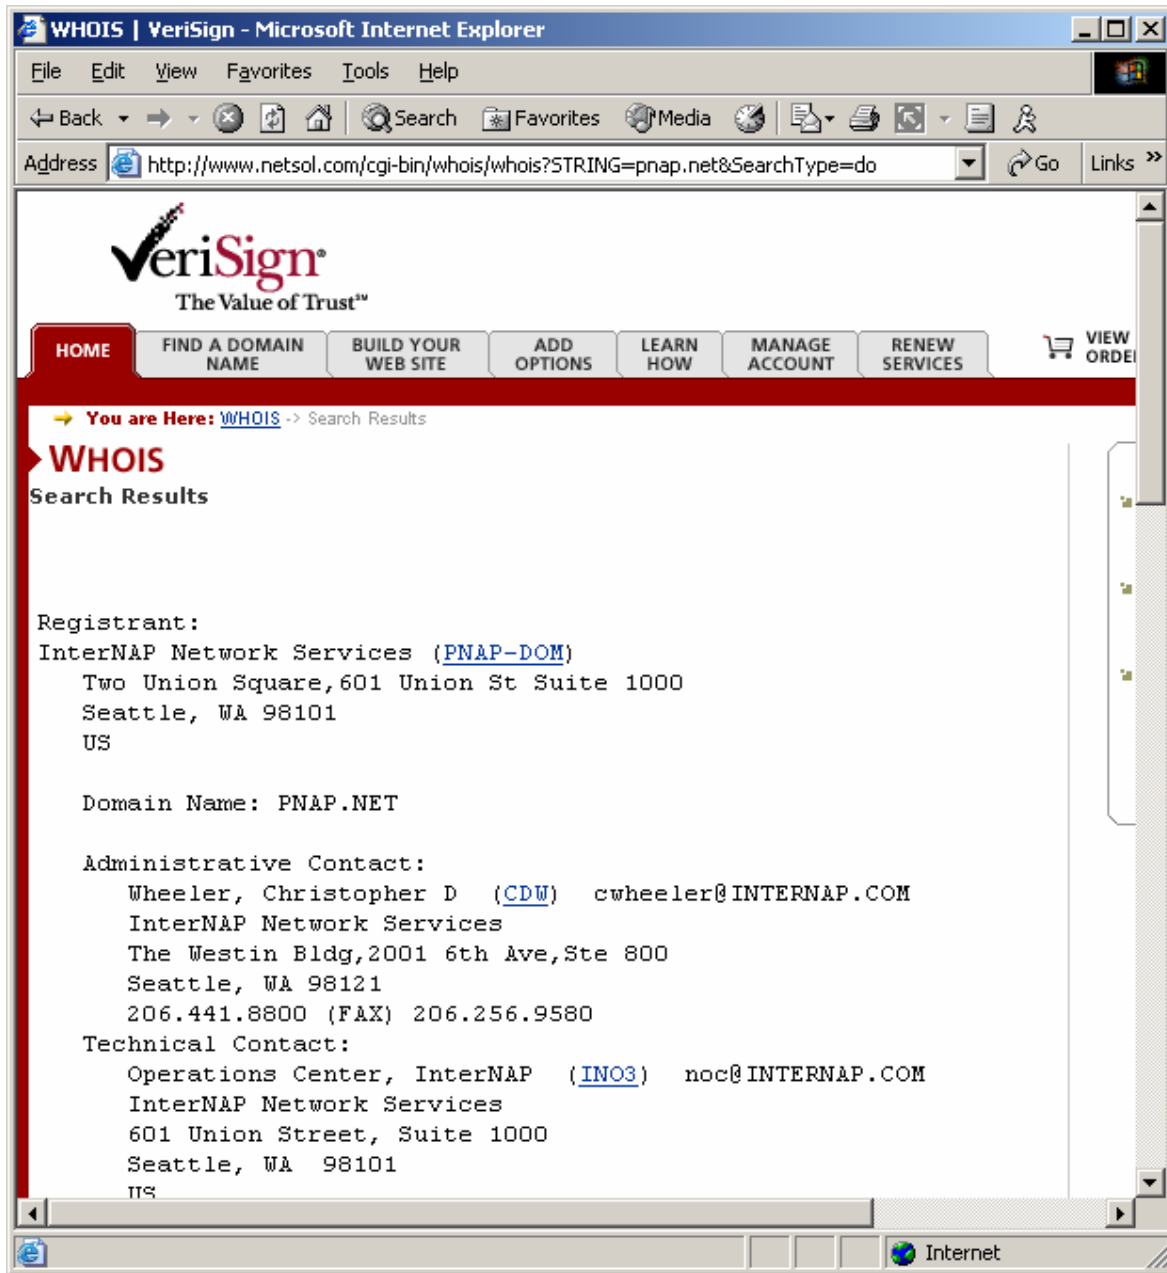 WHOIS | VeriSign - Microsoft Internet Explorer
File Edit View Favorites Tools Help
Back Search Favorites Media
Address http://www.netsol.com/cgi-bin/whois/whois?STRING=pnap.net&SearchType=do Go Links »
VeriSign®
The Value of Trust℠
HOME FIND A DOMAIN NAME BUILD YOUR WEB SITE ADD OPTIONS LEARN HOW MANAGE ACCOUNT RENEW SERVICES VIEW ORDE
You are Here: WHOIS -> Search Results
WHOIS
Search Results
Registrant:
InterNAP Network Services (PNAP-DOM)
Two Union Square,601 Union St Suite 1000
Seattle, WA 98101
US
Domain Name: PNAP.NET
Administrative Contact:
Wheeler, Christopher D (CDW) cwheeler@INTERNAP.COM
InterNAP Network Services
The Westin Bldg,2001 6th Ave,Ste 800
Seattle, WA 98121
206.441.8800 (FAX) 206.256.9580
Technical Contact:
Operations Center, InterNAP (INO3) noc@INTERNAP.COM
InterNAP Network Services
601 Union Street, Suite 1000
Seattle, WA 98101
US
Internet